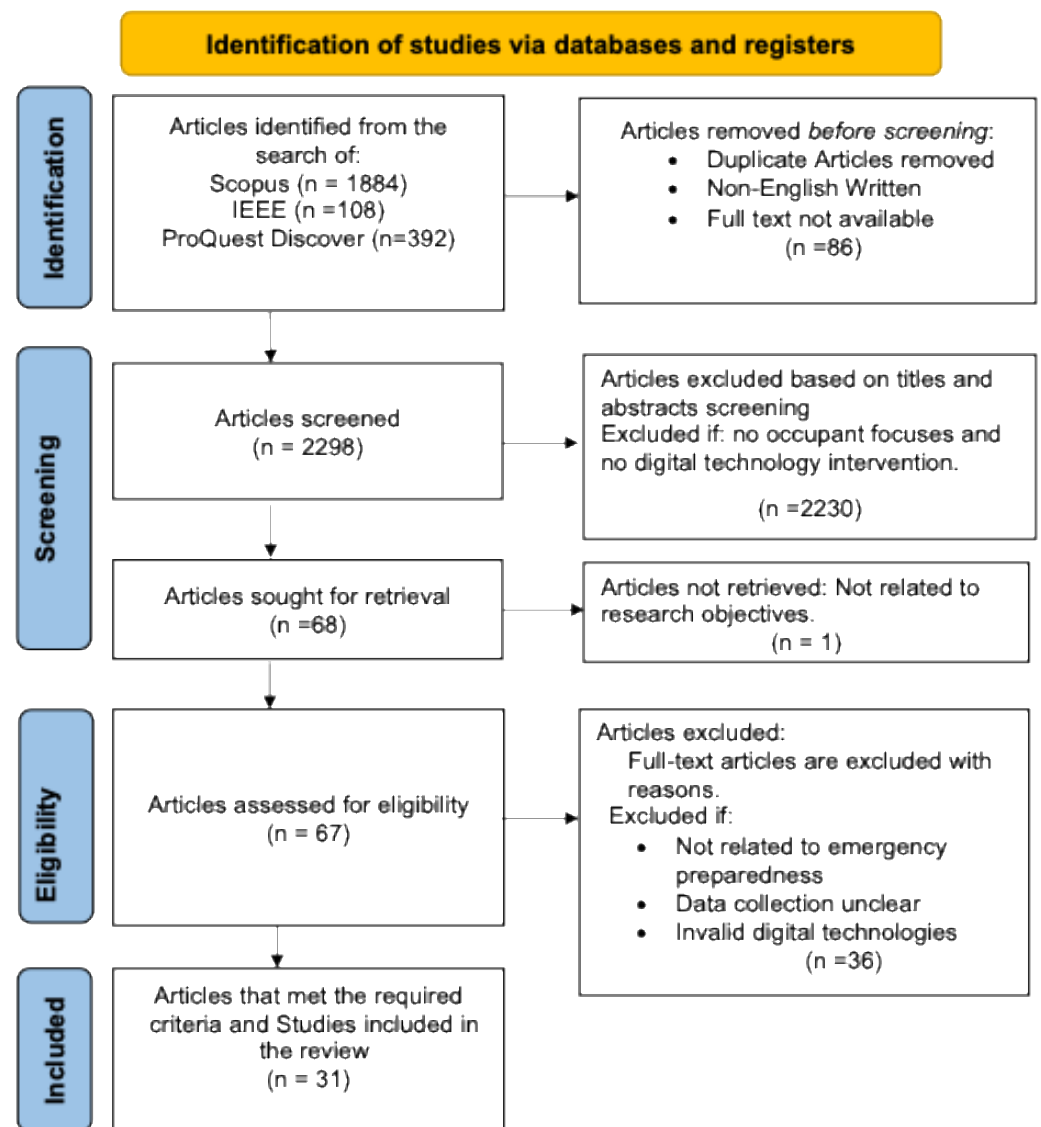 Identification of studies via databases and registers
Identification
Articles identified from the
search of:
Scopus (n = 1884)
IEEE (n =108)
ProQuest Discover (n=392)
Articles removed before screening:
• Duplicate Articles removed
• Non-English Written
• Full text not available
(n =86)
Screening
Articles screened
(n = 2298)
Articles excluded based on titles and
abstracts screening
Excluded if: no occupant focuses and
no digital technology intervention.
(n =2230)
Articles sought for retrieval
(n =68)
Articles not retrieved: Not related to
research objectives.
(n = 1)
Eligibility
Articles assessed for eligibility
(n = 67)
Articles excluded:
Full-text articles are excluded with
reasons.
Excluded if:
• Not related to emergency
preparedness
• Data collection unclear
• Invalid digital technologies
(n =36)
Included
Articles that met the required
criteria and Studies included in
the review
(n = 31)